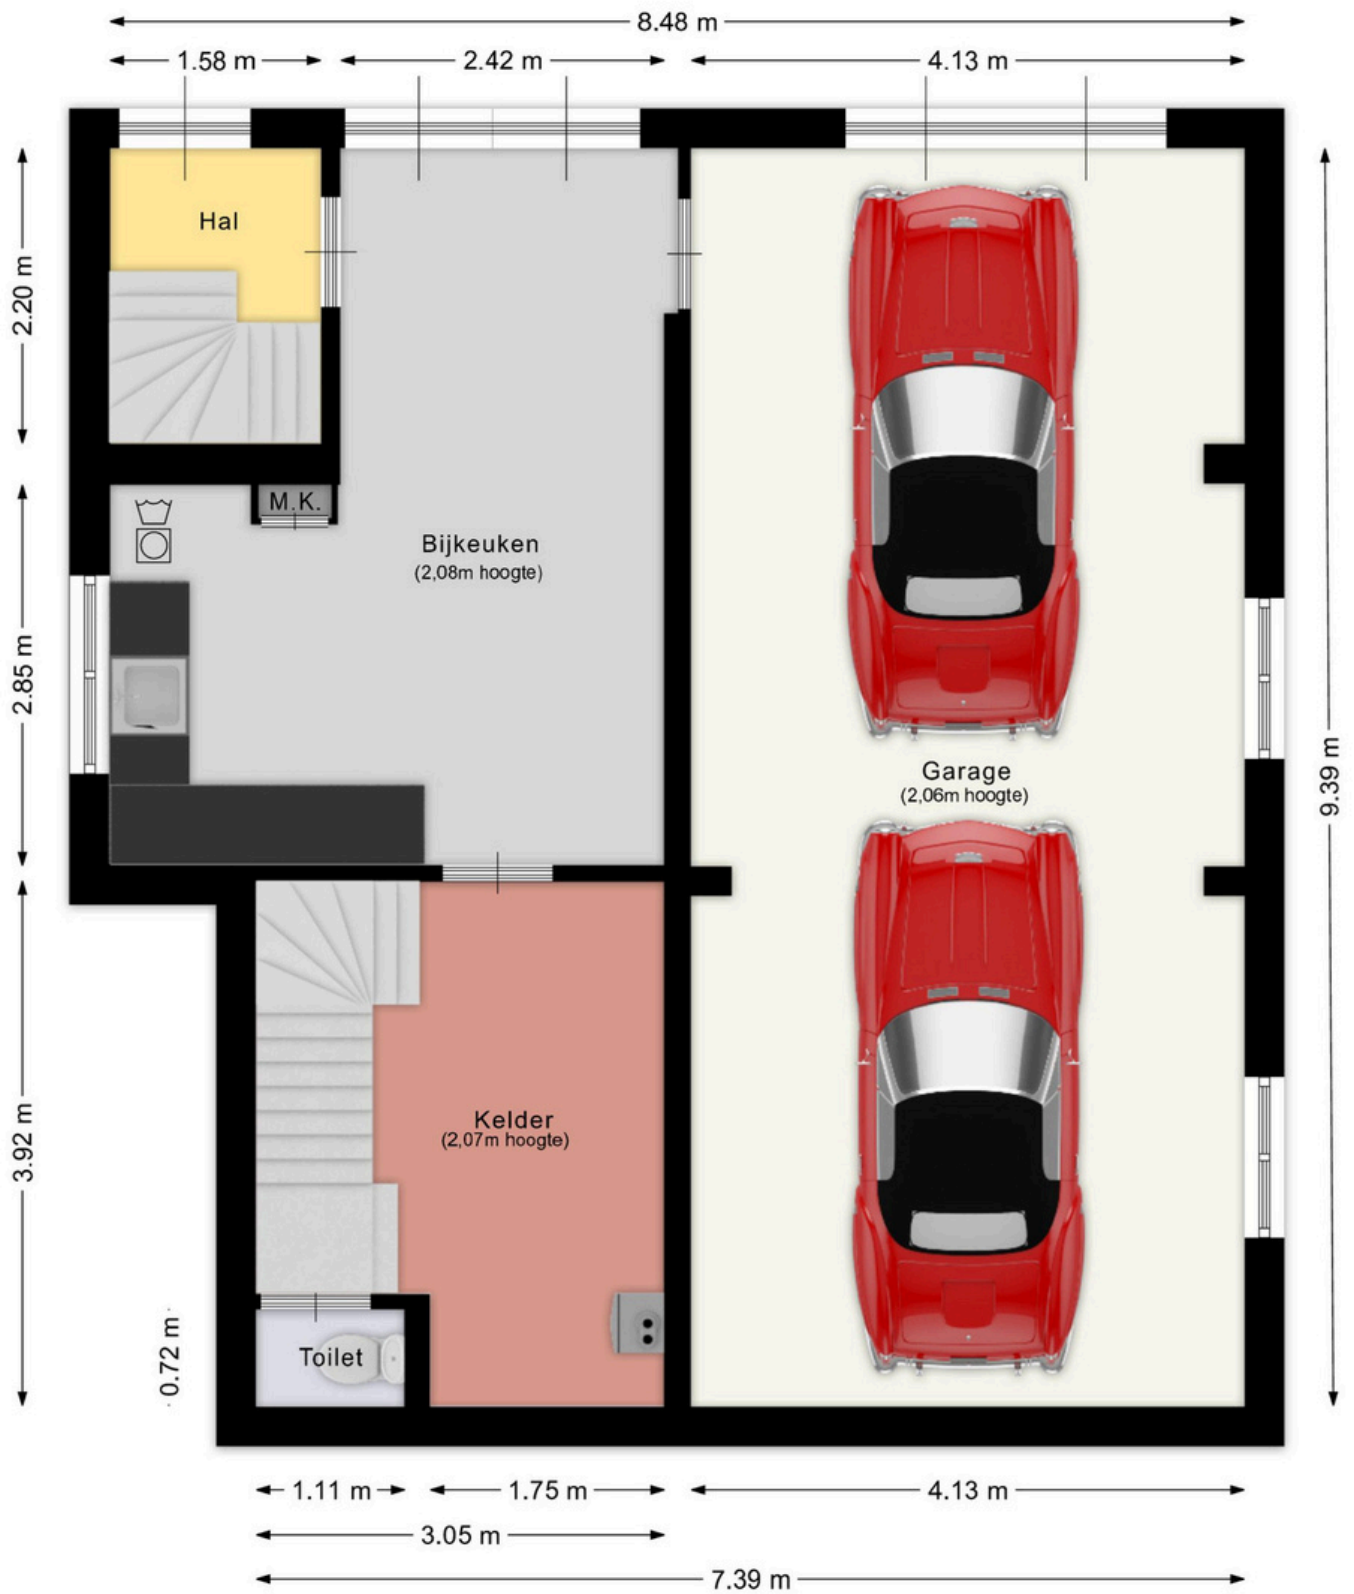 8.48 m
1.58 m
2.42 m
4.13 m
Hal
2.20 m
M.K.
Bijkeuken
(2,08m hoogte)
2.85 m
Garage
(2,06m hoogte)
9.39 m
Kelder
(2,07m hoogte)
3.92 m
0.72 m
Toilet
1.11 m
1.75 m
4.13 m
3.05 m
7.39 m